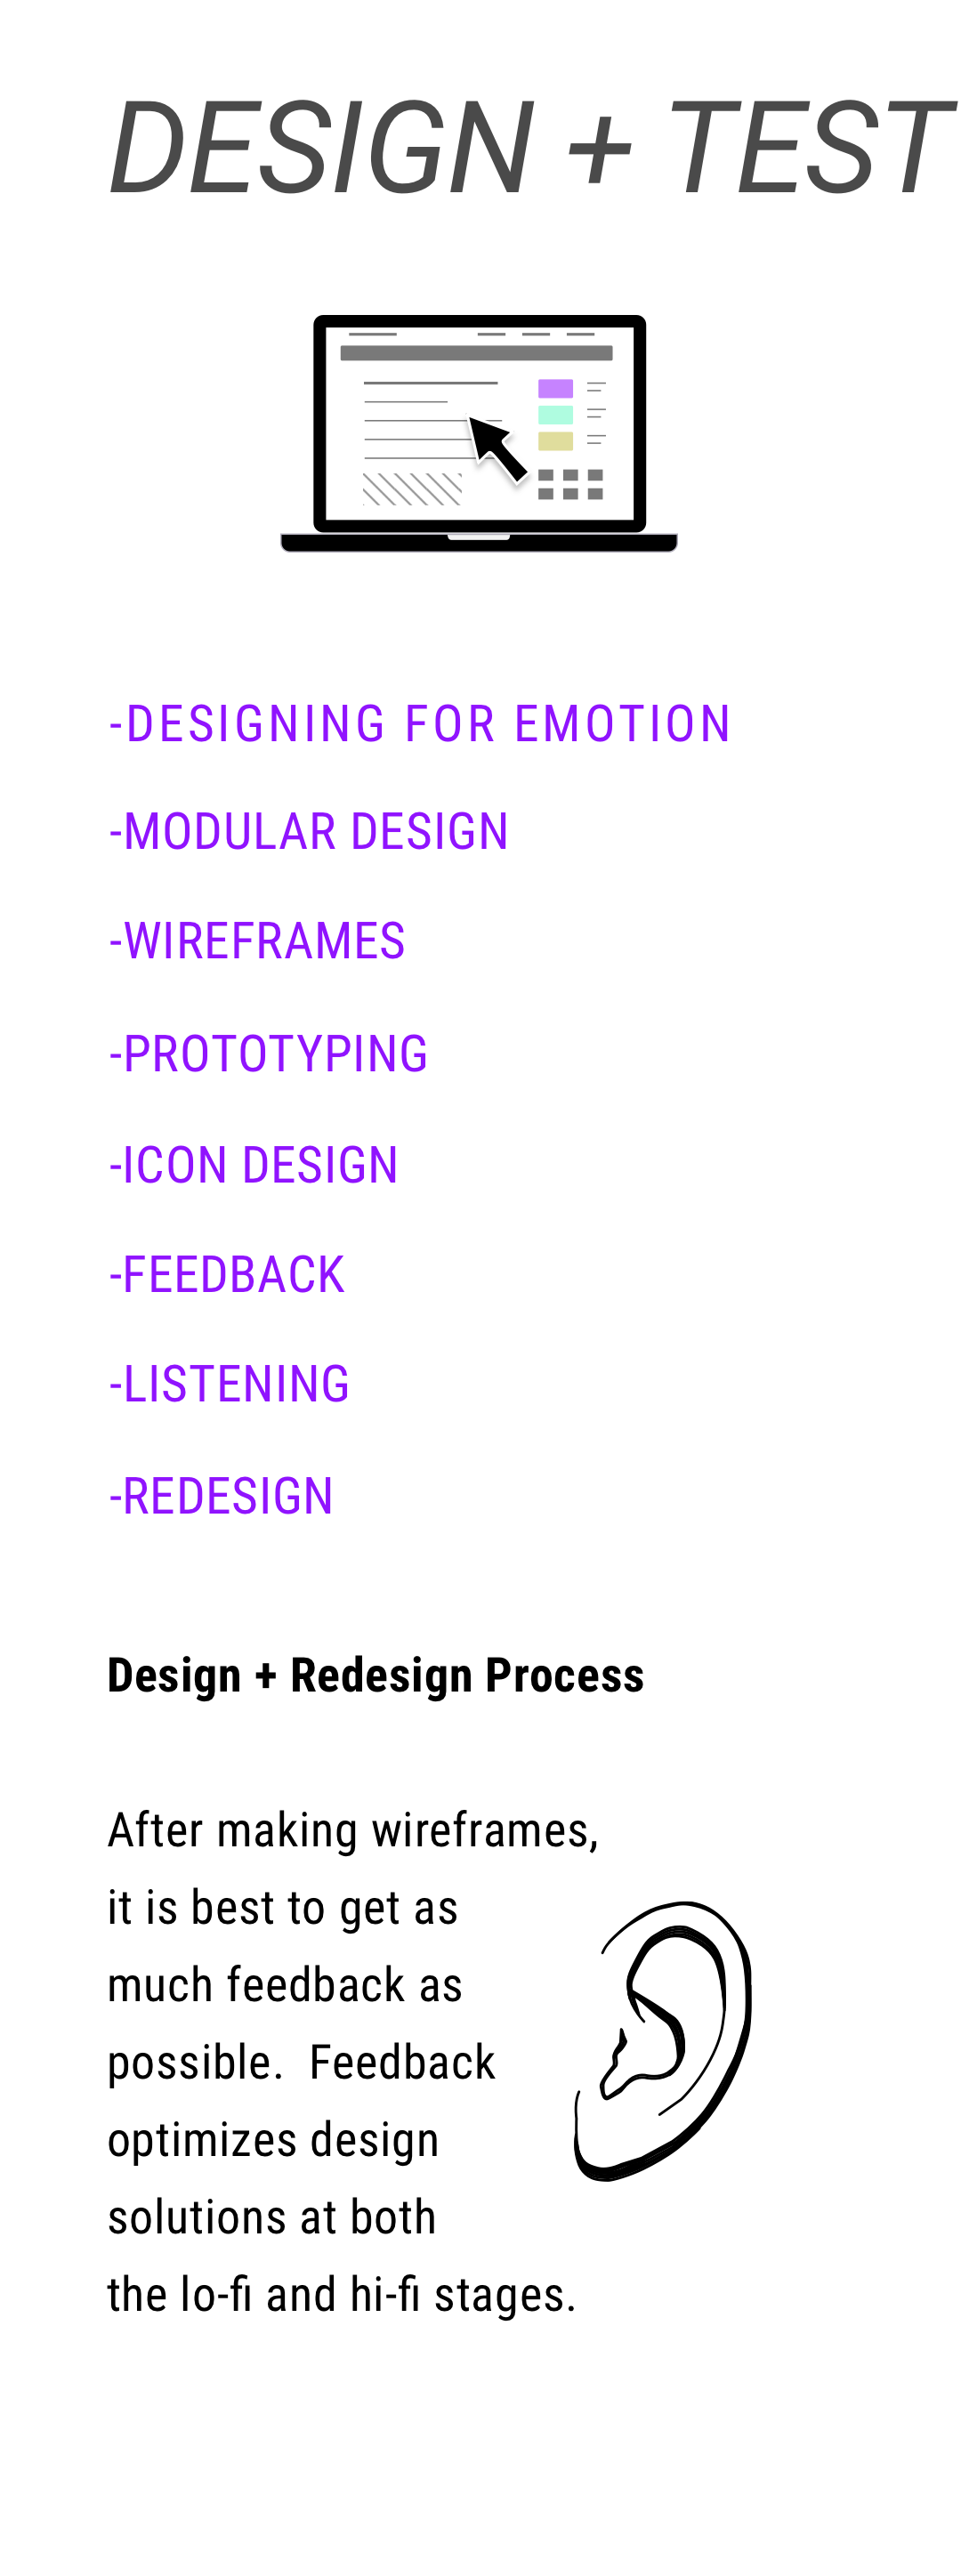 DESIGN + TEST
-DESIGNING FOR EMOTION
-MODULAR DESIGN
-WIREFRAMES
-PROTOTYPING
-ICON DESIGN
-FEEDBACK
-LISTENING
-REDESIGN
Design + Redesign Process
After making wireframes,
it is best to get as
much feedback as
possible.  Feedback
optimizes design
solutions at both
the lo-fi and hi-fi stages.